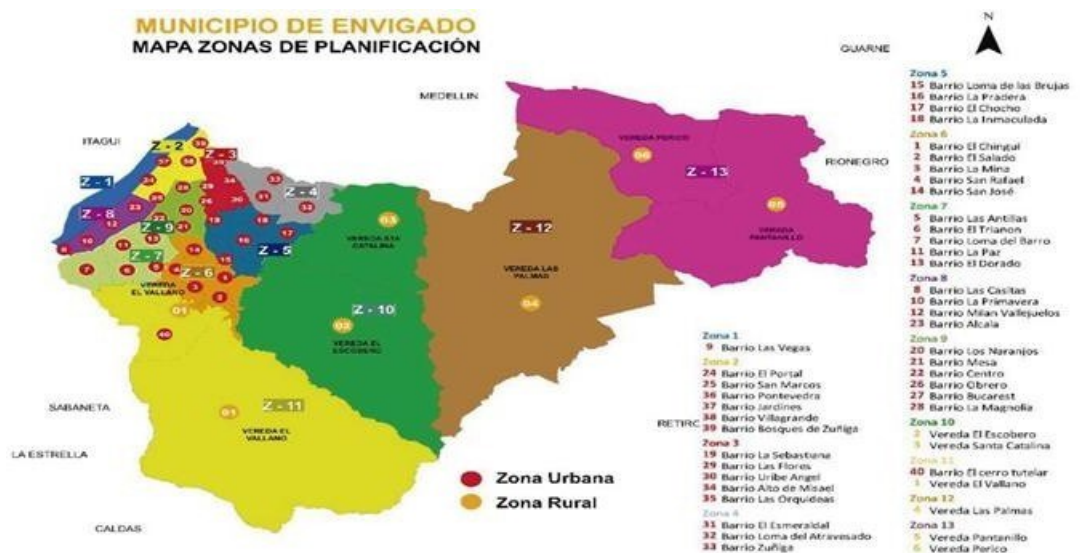 MUNICIPIO DE ENVIGADO
MAPA ZONAS DE PLANIFICACIÓN
N
GUARNE
MEDELLIN
ITAGUI
RIONEGRO
SABANETA
LA ESTRELLA
CALDAS
RETIRO
Z - 1
Z - 2
Z - 3
Z - 4
Z - 5
Z - 6
Z - 7
Z - 8
Z - 9
Z - 10
Z - 11
Z - 12
Z - 13
VEREDA PERICO
06
VEREDA PANTANILLO
05
VEREDA STA CATALINA
03
VEREDA LAS PALMAS
04
VEREDA EL ESCOBERO
02
VEREDA EL VALLANO
01
40
01
VEREDA EL VALLANO
Zona Urbana
Zona Rural
Zona 1
9 Barrio Las Vegas
Zona 2
24 Barrio El Portal
25 Barrio San Marcos
36 Barrio Pontevedra
37 Barrio Jardines
38 Barrio Villagrande
39 Barrio Bosques de Zuñiga
Zona 3
19 Barrio La Sebastiana
29 Barrio Las Flores
30 Barrio Uribe Angel
34 Barrio Alto de Misael
35 Barrio Las Orquideas
Zona 4
31 Barrio El Esmeraldal
32 Barrio Loma del Atravesado
33 Barrio Zuñiga
Zona 5
15 Barrio Loma de las Brujas
16 Barrio La Pradera
17 Barrio El Chocho
18 Barrio La Inmaculada
Zona 6
1 Barrio El Chingui
2 Barrio El Salado
3 Barrio La Mina
4 Barrio San Rafael
14 Barrio San José
Zona 7
5 Barrio Las Antillas
6 Barrio El Trianon
7 Barrio Loma del Barro
11 Barrio La Paz
13 Barrio El Dorado
Zona 8
8 Barrio Las Casitas
10 Barrio La Primavera
12 Barrio Milan Vallejuelos
23 Barrio Alcala
Zona 9
20 Barrio Los Naranjos
21 Barrio Mesa
22 Barrio Centro
26 Barrio Obrero
27 Barrio Bucarest
28 Barrio La Magnolia
Zona 10
2 Vereda El Escobero
3 Vereda Santa Catalina
Zona 11
40 Barrio El cerro tutelar
1 Vereda El Vallano
Zona 12
4 Vereda Las Palmas
Zona 13
5 Vereda Pantanillo
6 Vereda Perico